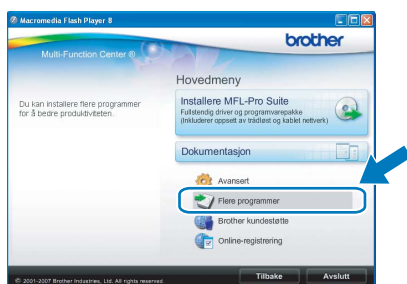 Macromedia Flash Player 8
brother
Multi-Function Center ®
Hovedmeny
Du kan installere flere programmer
for å bedre produktiviteten.
Installere MFL-Pro Suite
Fullstendig driver og programvarepakke
(Inkluderer oppsett av trådløst og kablet nettverk)
Dokumentasjon
Avansert
Flere programmer
Brother kundestøtte
Online-registrering
© 2001-2007 Brother Industries, Ltd. All rights reserved.
Tilbake
Avslutt